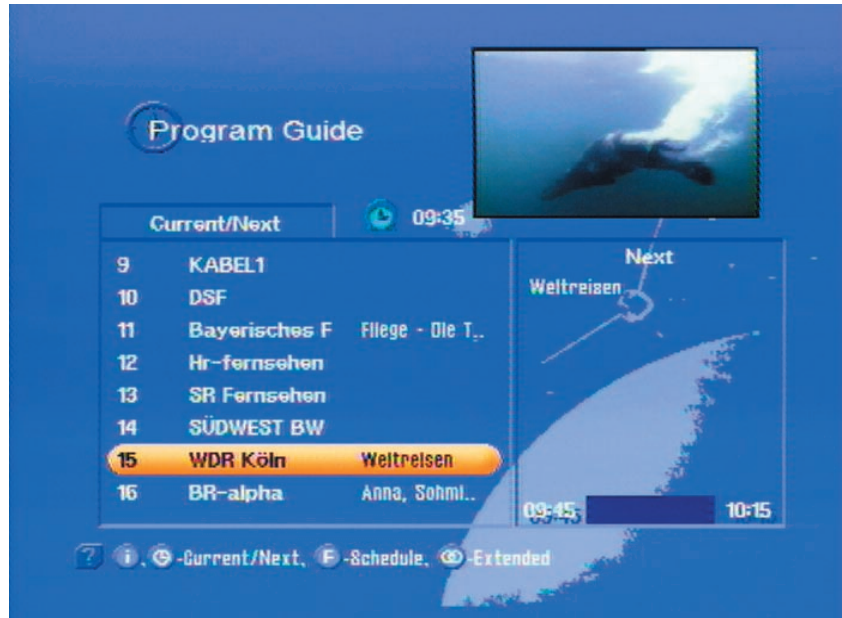 Program Guide
Current/Next 09:35
9 KABEL1
10 DSF
11 Bayerisches F Fliege - Die T..
12 Hr-fernsehen
13 SR Fernsehen
14 SÜDWEST BW
15 WDR Köln Weltreisen
16 BR-alpha Anna, Schmi..
Next
Weltreisen
09:45 10:15
? i, -Current/Next, F -Schedule, -Extended